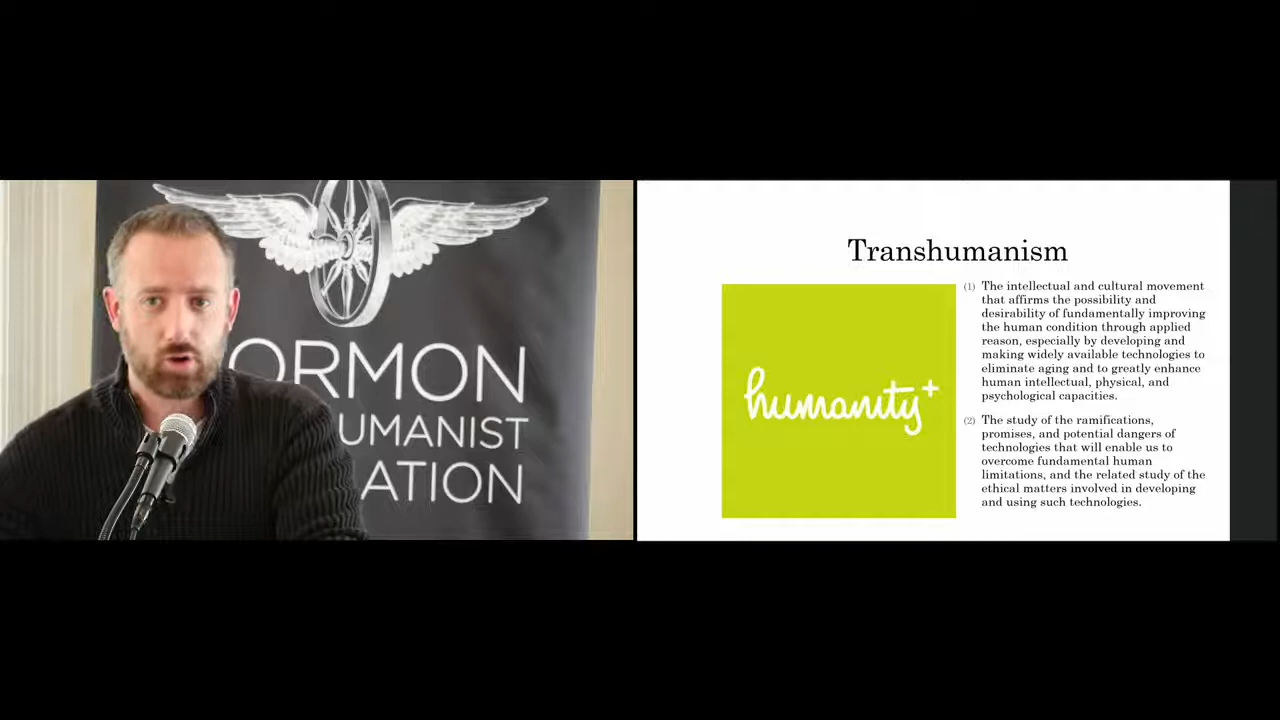 ORMON
UMANIST
ATION
Transhumanism
humanity+
(1) The intellectual and cultural movement
that affirms the possibility and
desirability of fundamentally improving
the human condition through applied
reason, especially by developing and
making widely available technologies to
eliminate aging and to greatly enhance
human intellectual, physical, and
psychological capacities.
(2) The study of the ramifications,
promises, and potential dangers of
technologies that will enable us to
overcome fundamental human
limitations, and the related study of the
ethical matters involved in developing
and using such technologies.